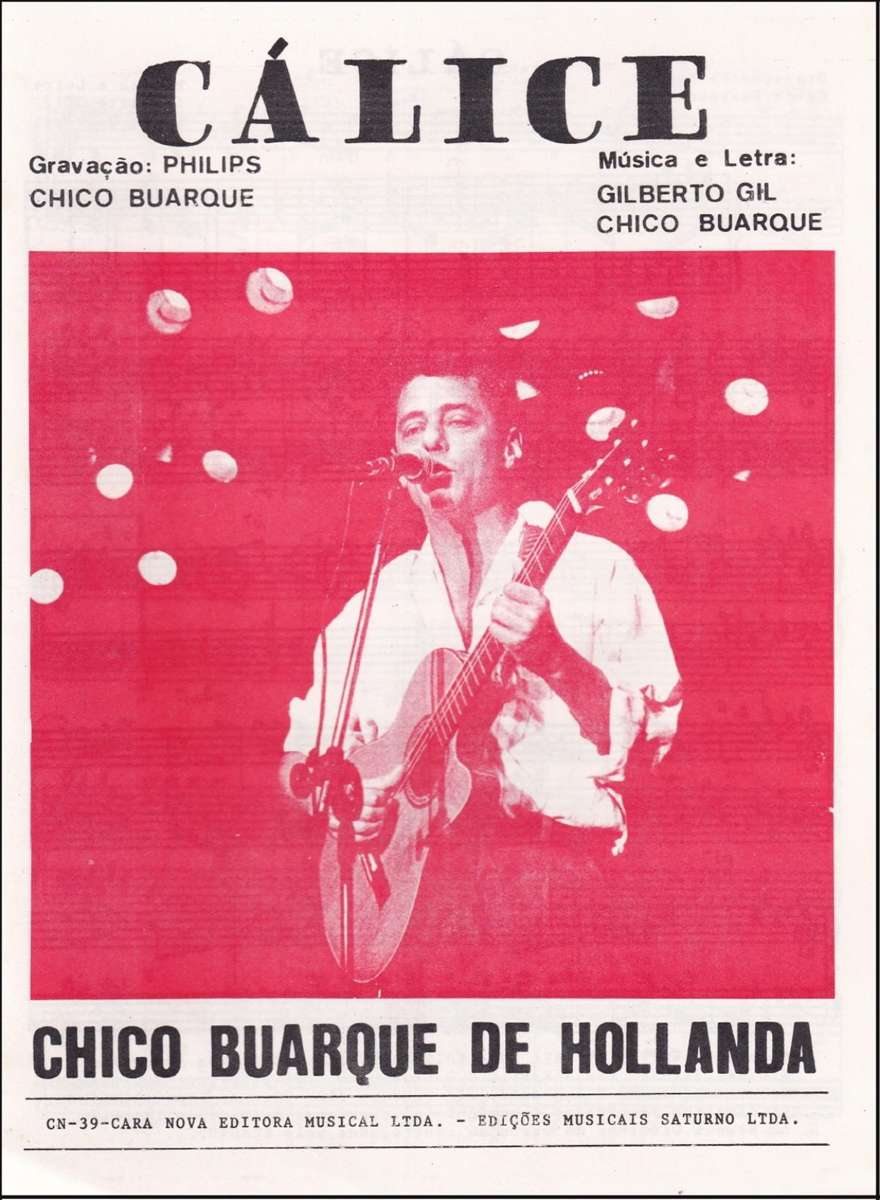 CÁLICE
Gravação: PHILIPS
CHICO BUARQUE
Música e Letra:
GILBERTO GIL
CHICO BUARQUE
CHICO BUARQUE DE HOLLANDA
CN-39-CARA NOVA EDITORA MUSICAL LTDA. - EDIÇÕES MUSICAIS SATURNO LTDA.